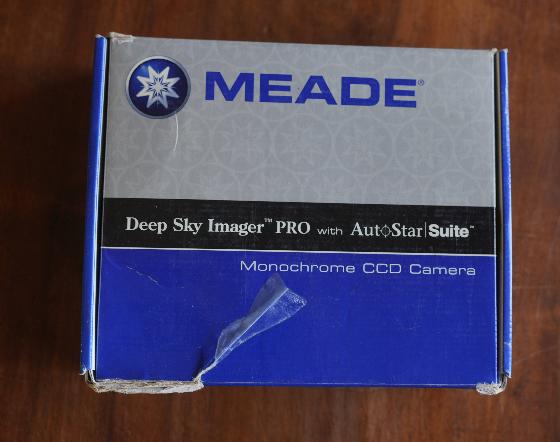 MEADE®
Deep Sky Imager™ PRO with AutoStar|Suite™
Monochrome CCD Camera